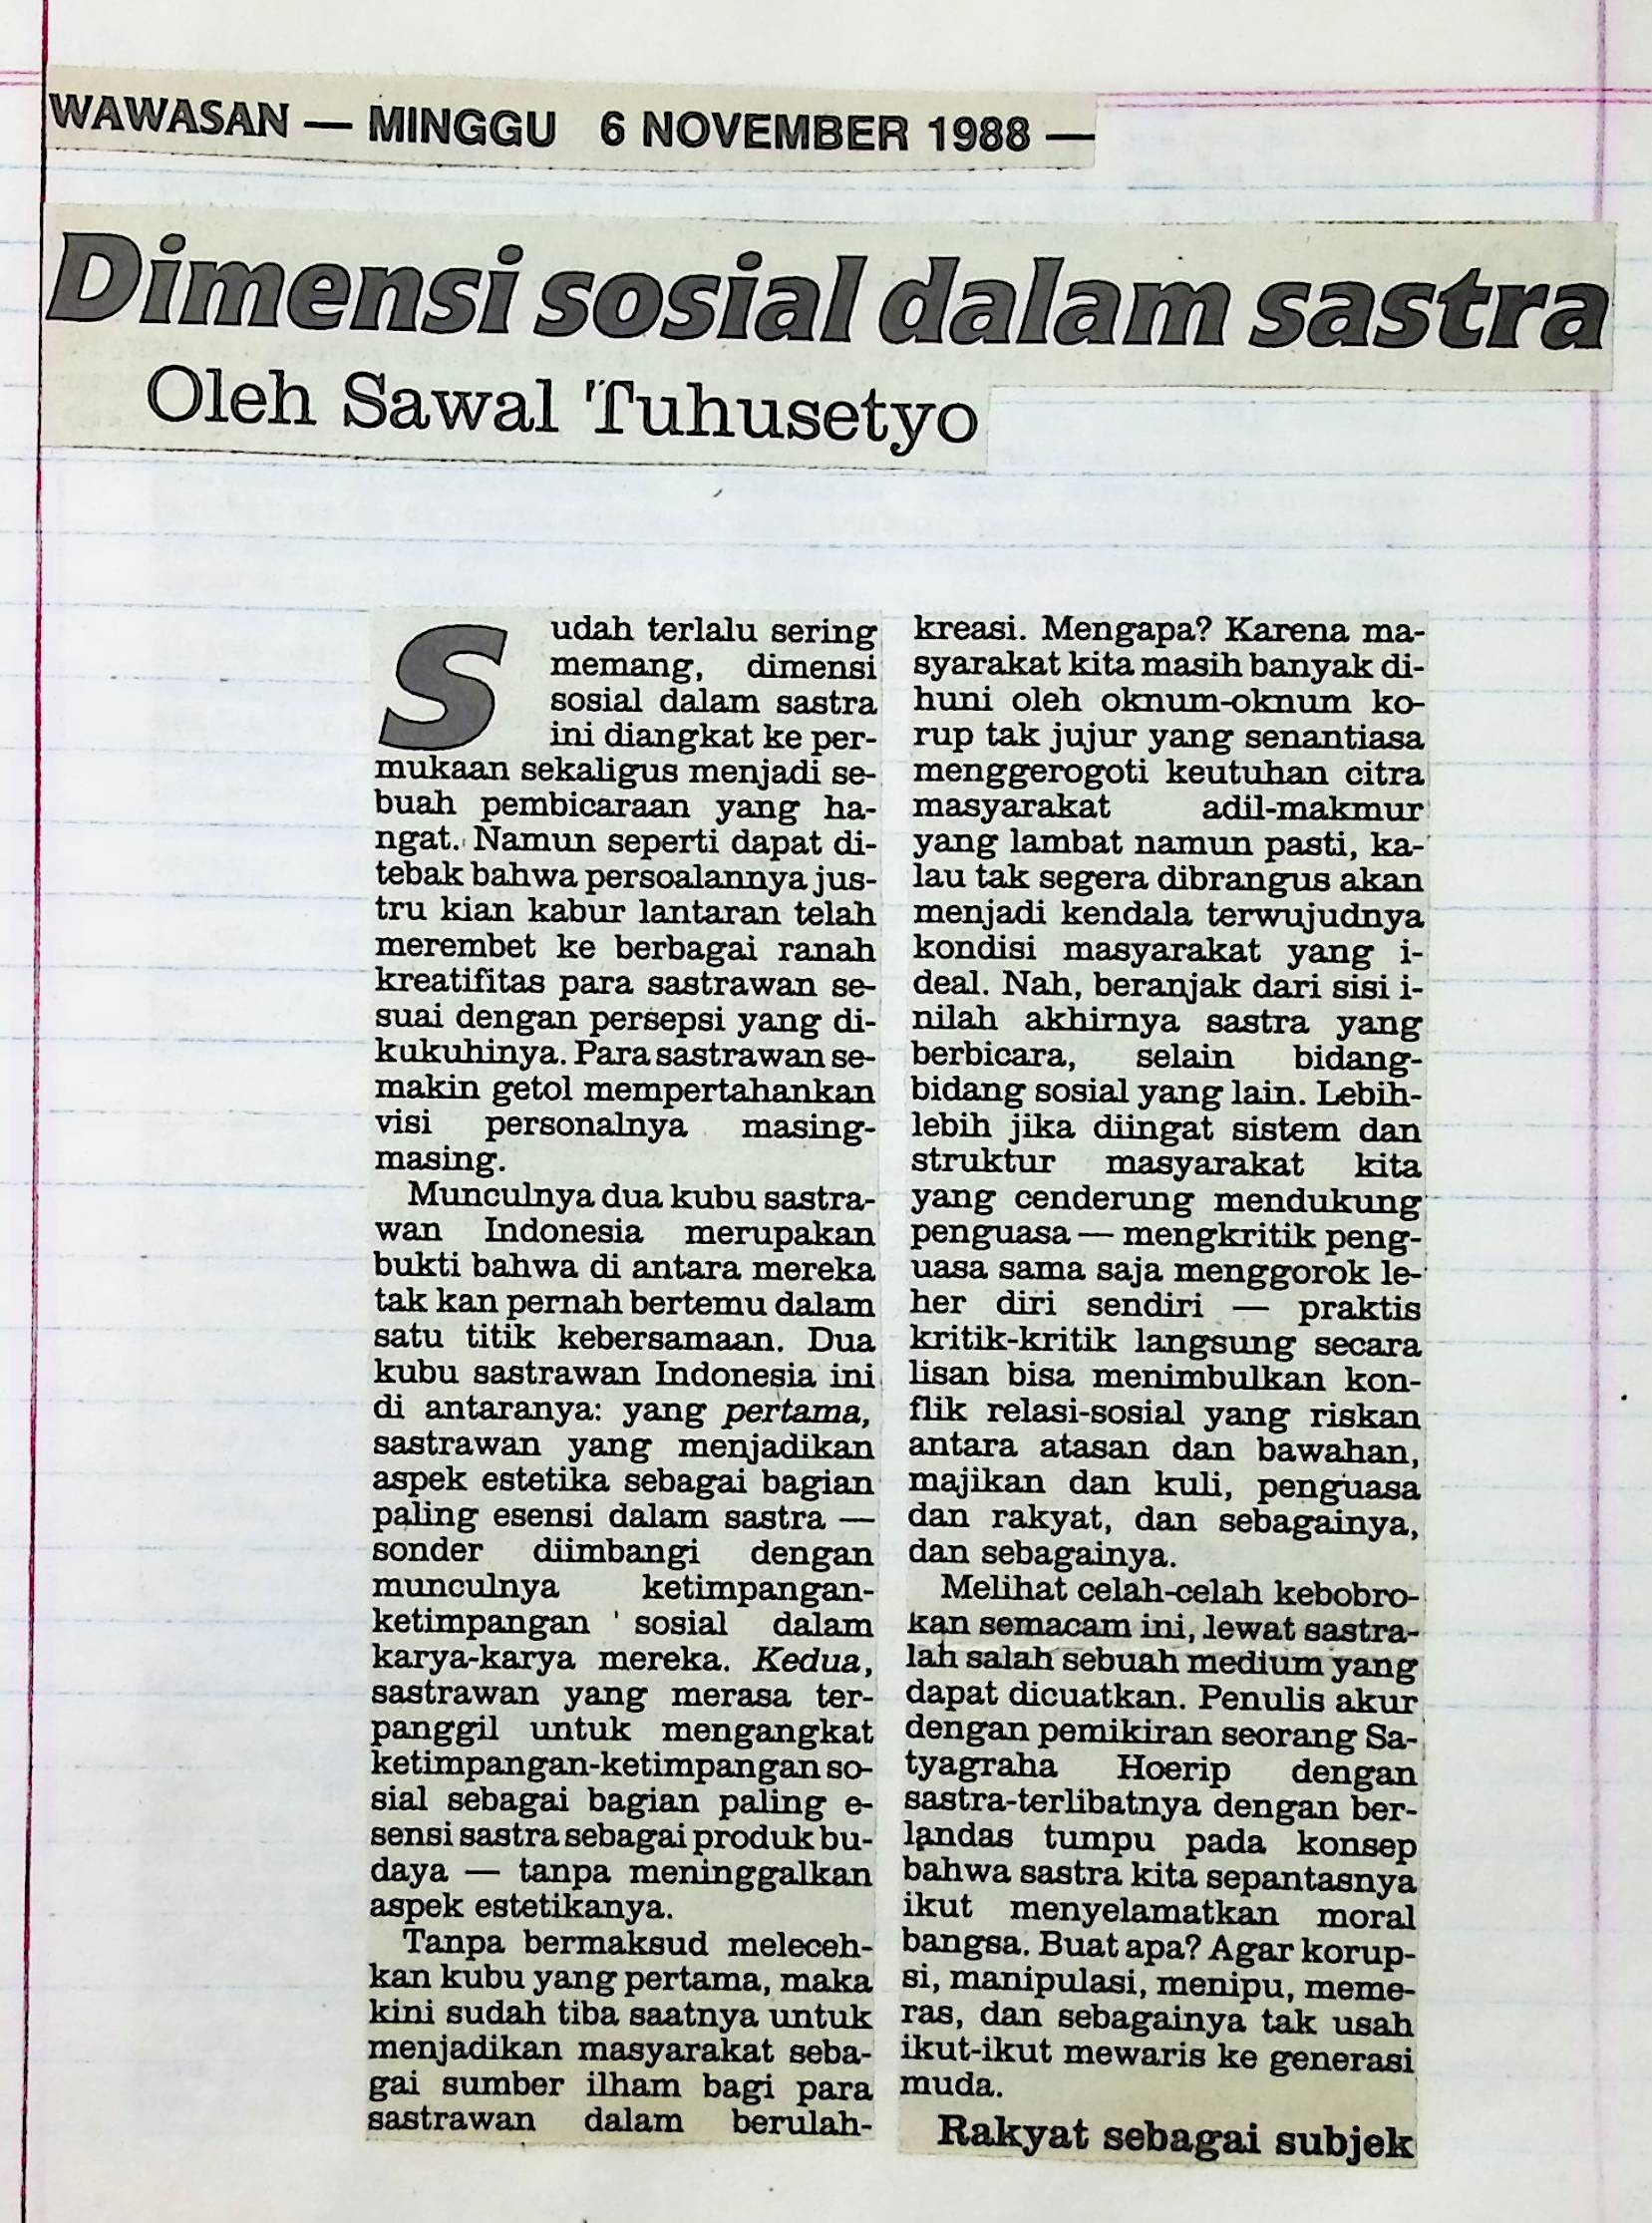 WAWASAN — MINGGU 6 NOVEMBER 1988 —
Dimensi sosial dalam sastra
Oleh Sawal Tuhusetyo
Sudah terlalu sering
memang, dimensi
sosial dalam sastra
ini diangkat ke per-
mukaan sekaligus menjadi se-
buah pembicaraan yang ha-
ngat. Namun seperti dapat di-
tebak bahwa persoalannya jus-
tru kian kabur lantaran telah
merembet ke berbagai ranah
kreatifitas para sastrawan se-
suai dengan persepsi yang di-
kukuhinya. Para sastrawan se-
makin getol mempertahankan
visi personalnya masing-
masing.
Munculnya dua kubu sastra-
wan Indonesia merupakan
bukti bahwa di antara mereka
tak kan pernah bertemu dalam
satu titik kebersamaan. Dua
kubu sastrawan Indonesia ini
di antaranya: yang pertama,
sastrawan yang menjadikan
aspek estetika sebagai bagian
paling esensi dalam sastra —
sonder diimbangi dengan
munculnya ketimpangan-
ketimpangan sosial dalam
karya-karya mereka. Kedua,
sastrawan yang merasa ter-
panggil untuk mengangkat
ketimpangan-ketimpangan so-
sial sebagai bagian paling e-
sensi sastra sebagai produk bu-
daya — tanpa meninggalkan
aspek estetikanya.
Tanpa bermaksud meleceh-
kan kubu yang pertama, maka
kini sudah tiba saatnya untuk
menjadikan masyarakat seba-
gai sumber ilham bagi para
sastrawan dalam berulah-
kreasi. Mengapa? Karena ma-
syarakat kita masih banyak di-
huni oleh oknum-oknum ko-
rup tak jujur yang senantiasa
menggerogoti keutuhan citra
masyarakat adil-makmur
yang lambat namun pasti, ka-
lau tak segera dibrangus akan
menjadi kendala terwujudnya
kondisi masyarakat yang i-
deal. Nah, beranjak dari sisi i-
nilah akhirnya sastra yang
berbicara, selain bidang-
bidang sosial yang lain. Lebih-
lebih jika diingat sistem dan
struktur masyarakat kita
yang cenderung mendukung
penguasa — mengkritik peng-
uasa sama saja menggorok le-
her diri sendiri — praktis
kritik-kritik langsung secara
lisan bisa menimbulkan kon-
flik relasi-sosial yang riskan
antara atasan dan bawahan,
majikan dan kuli, penguasa
dan rakyat, dan sebagainya,
dan sebagainya.
Melihat celah-celah kebobro-
kan semacam ini, lewat sastra-
lah salah sebuah medium yang
dapat dicuatkan. Penulis akur
dengan pemikiran seorang Sa-
tyagraha Hoerip dengan
sastra-terlibatnya dengan ber-
landas tumpu pada konsep
bahwa sastra kita sepantasnya
ikut menyelamatkan moral
bangsa. Buat apa? Agar korup-
si, manipulasi, menipu, meme-
ras, dan sebagainya tak usah
ikut-ikut mewaris ke generasi
muda.
Rakyat sebagai subjek